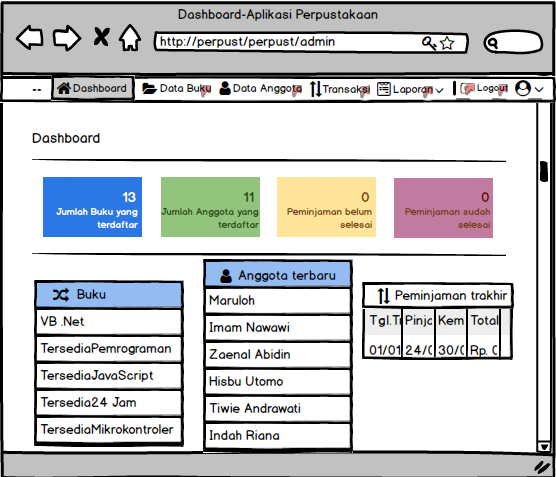 Dashboard-Aplikasi Perpustakaan
http://perpust/perpust/admin
-- Dashboard Data Buku Data Anggota Transaksi Laporan Logout
Dashboard
13
Jumlah Buku yang
terdaftar
11
Jumlah Anggota yang
terdaftar
0
Peminjaman belum
selesai
0
Peminjaman sudah
selesai
Buku
VB .Net
TersediaPemrograman
TersediaJavaScript
Tersedia24 Jam
TersediaMikrokontroler
Anggota terbaru
Maruloh
Imam Nawawi
Zaenal Abidin
Hisbu Utomo
Tiwie Andrawati
Indah Riana
Peminjaman trakhir
Tgl.Tr Pinjc Kem Total
01/01 24/0 30/0 Rp. 0